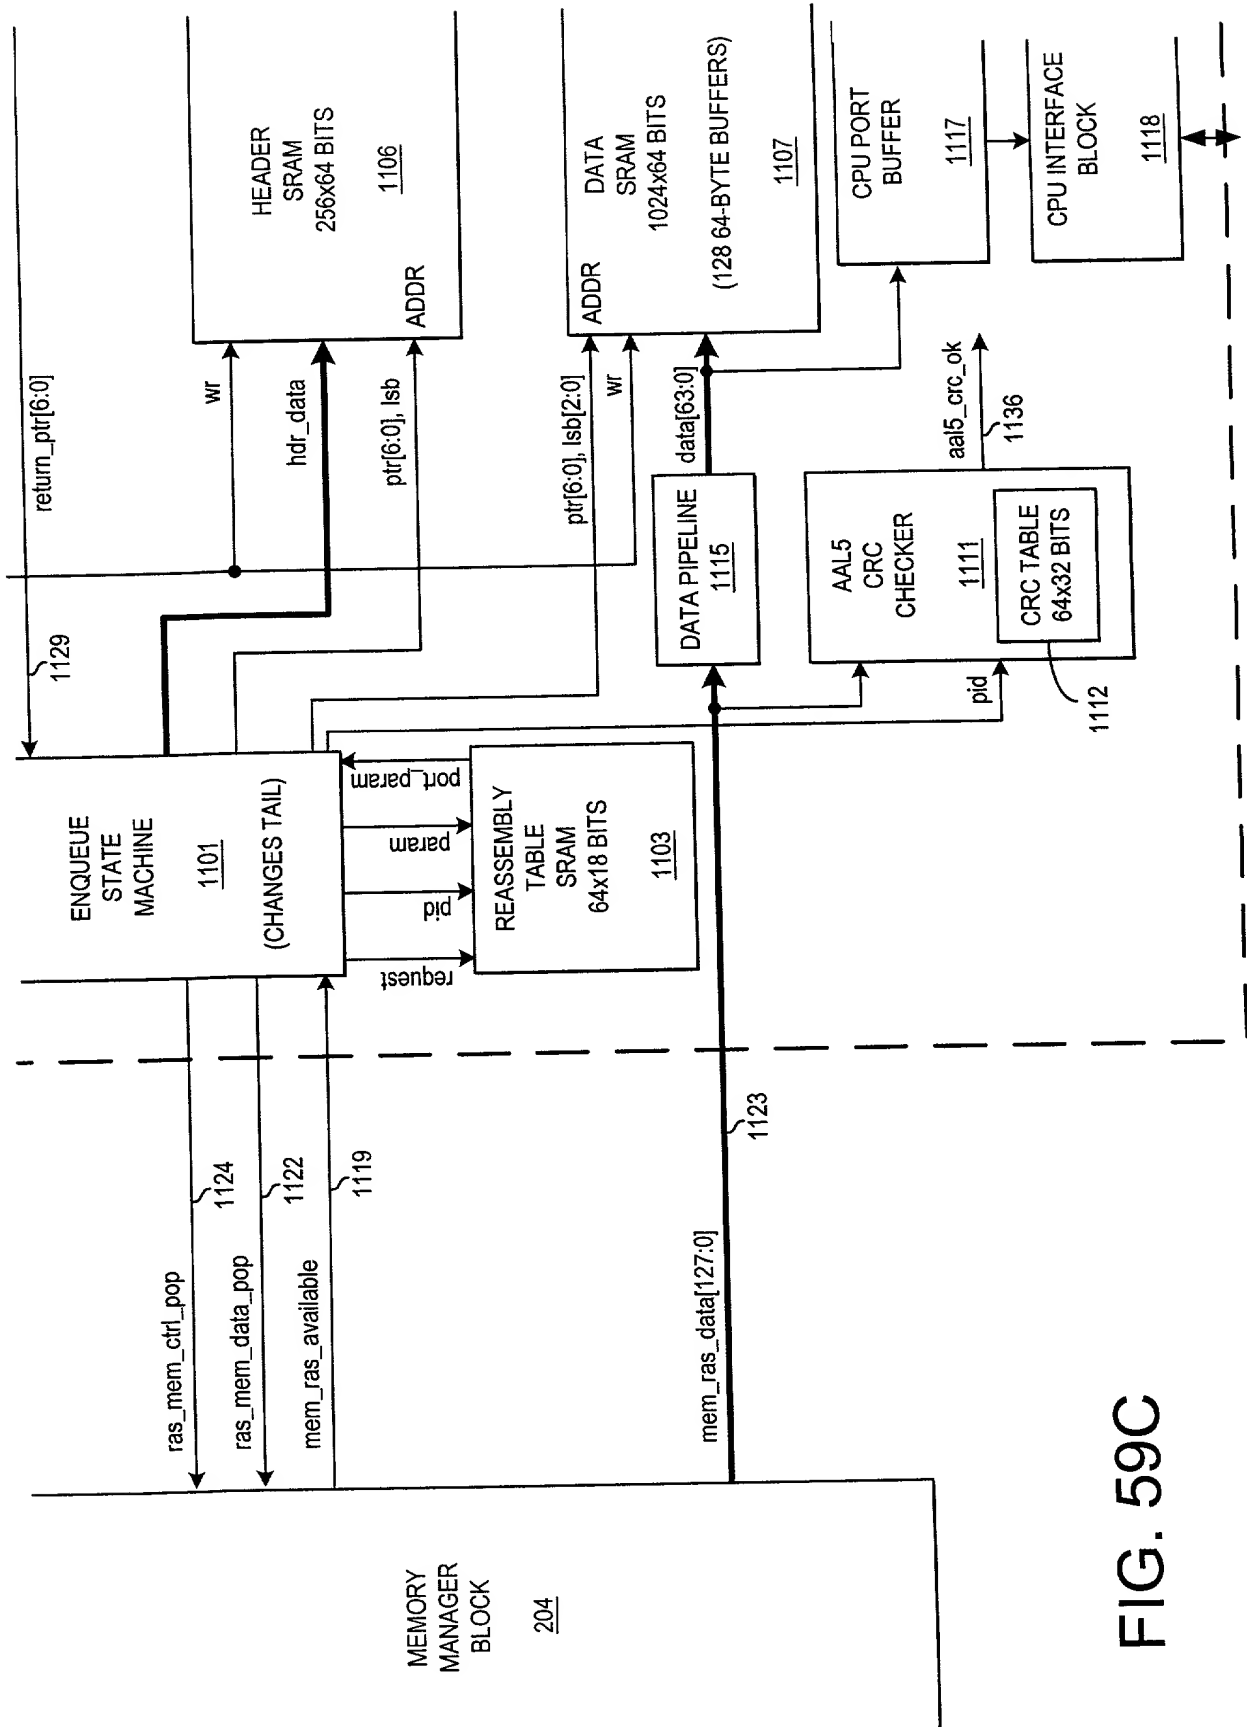 MEMORY
MANAGER
BLOCK
204
ras_mem_ctrl_pop
1124
ras_mem_data_pop
1122
mem_ras_available
1119
mem_ras_data[127:0]
1123
ENQUEUE
STATE
MACHINE
1101
(CHANGES TAIL)
request
pid
param
port_param
REASSEMBLY
TABLE
SRAM
64x18 BITS
1103
1129
return_ptr[6:0]
wr
hdr_data
ptr[6:0], lsb
ptr[6:0], lsb[2:0]
wr
DATA PIPELINE
1115
data[63:0]
pid
AAL5
CRC
CHECKER
1111
CRC TABLE
64x32 BITS
1112
aal5_crc_ok
1136
HEADER
SRAM
256x64 BITS
1106
ADDR
ADDR
DATA
SRAM
1024x64 BITS
(128 64-BYTE BUFFERS)
1107
CPU PORT
BUFFER
1117
CPU INTERFACE
BLOCK
1118
FIG. 59C